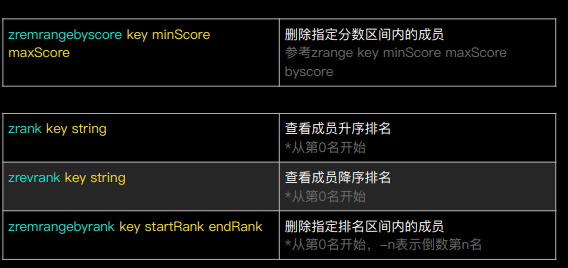 zremrangebyscore key minScore
maxScore
删除指定分数区间内的成员
参考zrange key minScore maxScore
byscore
zrank key string
查看成员升序排名
*从第0名开始
zrevrank key string
查看成员降序排名
*从第0名开始
zremrangebyrank key startRank endRank
删除指定排名区间内的成员
*从第0名开始，-n表示倒数第n名